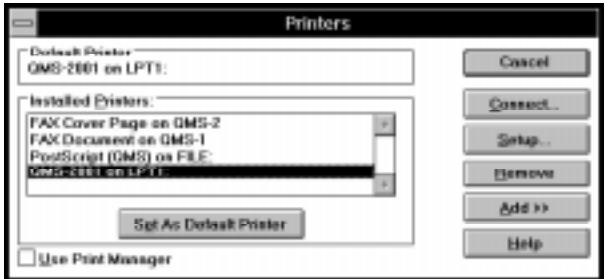 Printers
Default Printer
QMS-2001 on LPT1:
Cancel
Installed Printers:
FAX Cover Page on QMS-2
FAX Document on QMS-1
PostScript (QMS) on FILE:
QMS-2001 on LPT1:
Connect...
Setup...
Remove
Add >>
Help
Set As Default Printer
Use Print Manager